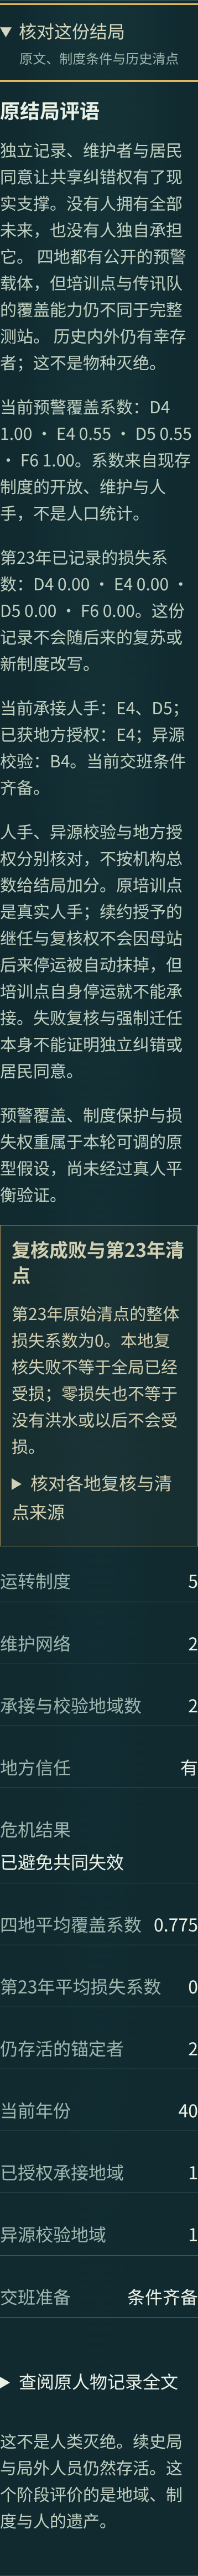 ▼ 核对这份结局
原文、制度条件与历史清点
原结局评语
独立记录、维护者与居民
同意让共享纠错权有了现
实支撑。没有人拥有全部
未来，也没有人独自承担
它。 四地都有公开的预警
载体，但培训点与传讯队
的覆盖能力仍不同于完整
测站。 历史内外仍有幸存
者；这不是物种灭绝。
当前预警覆盖系数：D4
1.00 · E4 0.55 · D5 0.55
· F6 1.00。系数来自现存
制度的开放、维护与人
手，不是人口统计。
第23年已记录的损失系
数：D4 0.00 · E4 0.00 ·
D5 0.00 · F6 0.00。这份
记录不会随后来的复苏或
新制度改写。
当前承接人手：E4、D5；
已获地方授权：E4；异源
校验：B4。当前交班条件
齐备。
人手、异源校验与地方授
权分别核对，不按机构总
数给结局加分。原培训点
是真实人手；续约授予的
继任与复核权不会因母站
后来停运被自动抹掉，但
培训点自身停运就不能承
接。失败复核与强制迁任
本身不能证明独立纠错或
居民同意。
预警覆盖、制度保护与损
失权重属于本轮可调的原
型假设，尚未经过真人平
衡验证。
复核成败与第23年清
点
第23年原始清点的整体
损失系数为0。本地复
核失败不等于全局已经
受损；零损失也不等于
没有洪水或以后不会受
损。
▶ 核对各地复核与清
点来源
运转制度 5
维护网络 2
承接与校验地域数 2
地方信任 有
危机结果
已避免共同失效
四地平均覆盖系数 0.775
第23年平均损失系数 0
仍存活的锚定者 2
当前年份 40
已授权承接地域 1
异源校验地域 1
交班准备 条件齐备
▶ 查阅原人物记录全文
这不是人类灭绝。续史局
与局外人员仍然存活。这
个阶段评价的是地域、制
度与人的遗产。